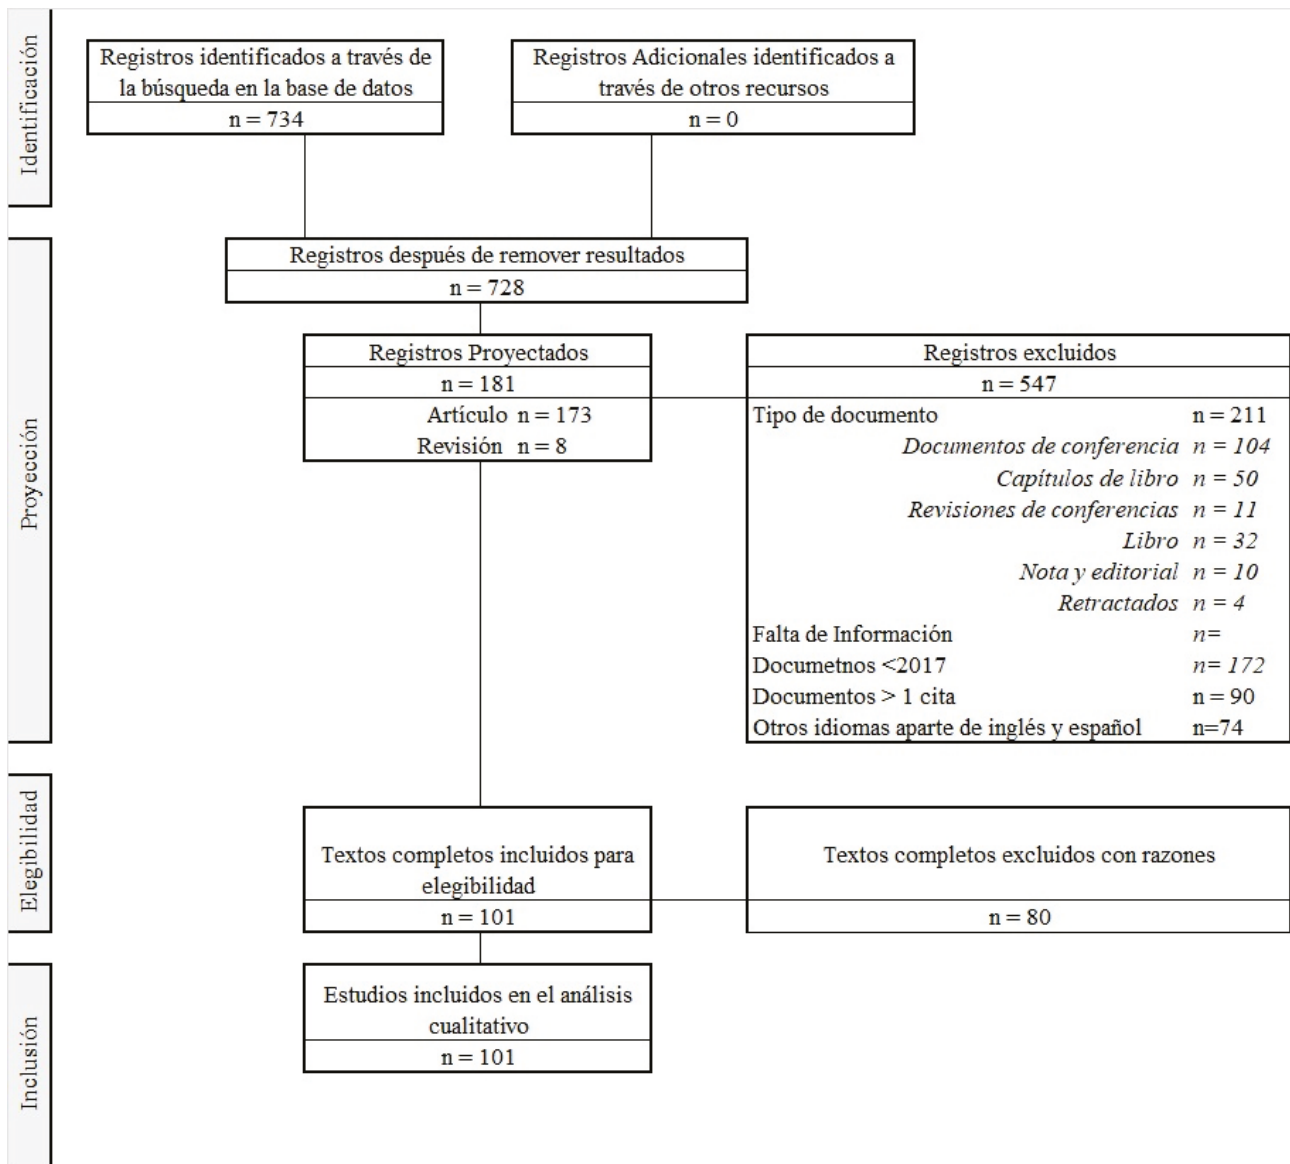 Identificación
Registros identificados a través de
la búsqueda en la base de datos
n = 734
Registros Adicionales identificados a
través de otros recursos
n = 0
Proyección
Registros después de remover resultados
n = 728
Registros Proyectados
n = 181
Artículo n = 173
Revisión n = 8
Registros excluidos
n = 547
Tipo de documento n = 211
Documentos de conferencia n = 104
Capítulos de libro n = 50
Revisiones de conferencias n = 11
Libro n = 32
Nota y editorial n = 10
Retractados n = 4
Falta de Información n=
Documetnos <2017 n= 172
Documentos > 1 cita n = 90
Otros idiomas aparte de inglés y español n=74
Elegibilidad
Textos completos incluidos para
elegibilidad
n = 101
Textos completos excluidos con razones
n = 80
Inclusión
Estudios incluidos en el análisis
cualitativo
n = 101